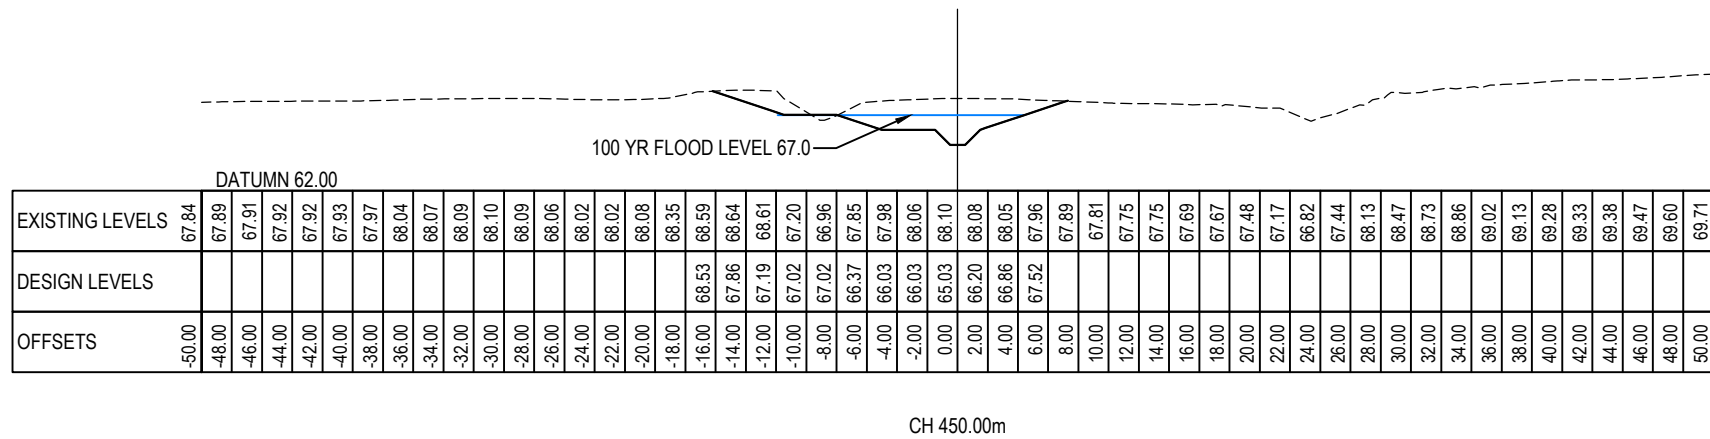 100 YR FLOOD LEVEL 67.0
DATUMN 62.00
EXISTING LEVELS 67.84 67.89 67.91 67.92 67.92 67.93 67.97 68.04 68.07 68.09 68.10 68.09 68.06 68.02 68.02 68.08 68.35 68.59 68.64 68.61 67.20 66.96 67.85 67.98 68.06 68.10 68.08 68.05 67.96 67.89 67.81 67.75 67.75 67.69 67.67 67.48 67.17 66.82 67.44 68.13 68.47 68.73 68.86 69.02 69.13 69.28 69.33 69.38 69.47 69.60 69.71
DESIGN LEVELS 68.53 67.86 67.19 67.02 67.02 66.37 66.03 66.03 65.03 66.20 66.86 67.52
OFFSETS -50.00 -48.00 -46.00 -44.00 -42.00 -40.00 -38.00 -36.00 -34.00 -32.00 -30.00 -28.00 -26.00 -24.00 -22.00 -20.00 -18.00 -16.00 -14.00 -12.00 -10.00 -8.00 -6.00 -4.00 -2.00 0.00 2.00 4.00 6.00 8.00 10.00 12.00 14.00 16.00 18.00 20.00 22.00 24.00 26.00 28.00 30.00 32.00 34.00 36.00 38.00 40.00 42.00 44.00 46.00 48.00 50.00
CH 450.00m